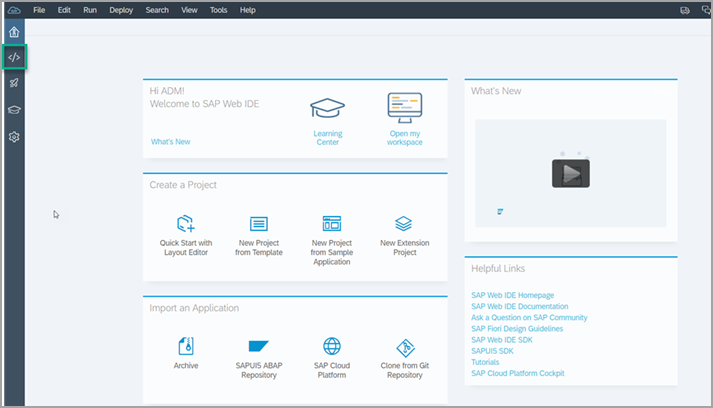 File Edit Run Deploy Search View Tools Help
Hi ADM!
Welcome to SAP Web IDE
What's New
Learning
Center
Open my
workspace
What's New
Create a Project
Quick Start with
Layout Editor
New Project
from Template
New Project
from Sample
Application
New Extension
Project
Helpful Links
SAP Web IDE Homepage
SAP Web IDE Documentation
Ask a Question on SAP Community
SAP Fiori Design Guidelines
SAP Web IDE SDK
SAPUI5 SDK
Tutorials
SAP Cloud Platform Cockpit
Import an Application
Archive
SAPUI5 ABAP
Repository
SAP Cloud
Platform
Clone from Git
Repository